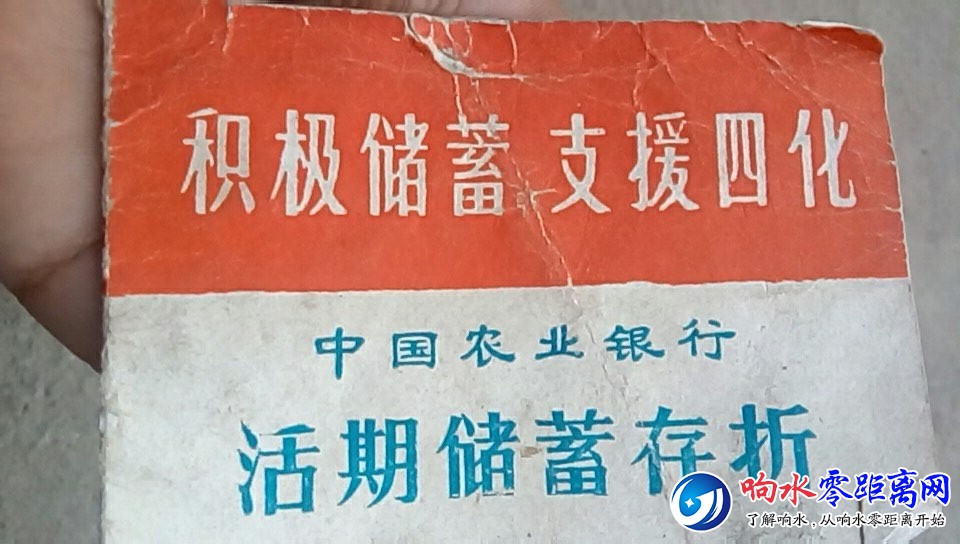 积极储蓄 支援四化
中国农业银行
活期储蓄存折
响水零距离网
了解响水，从响水零距离开始